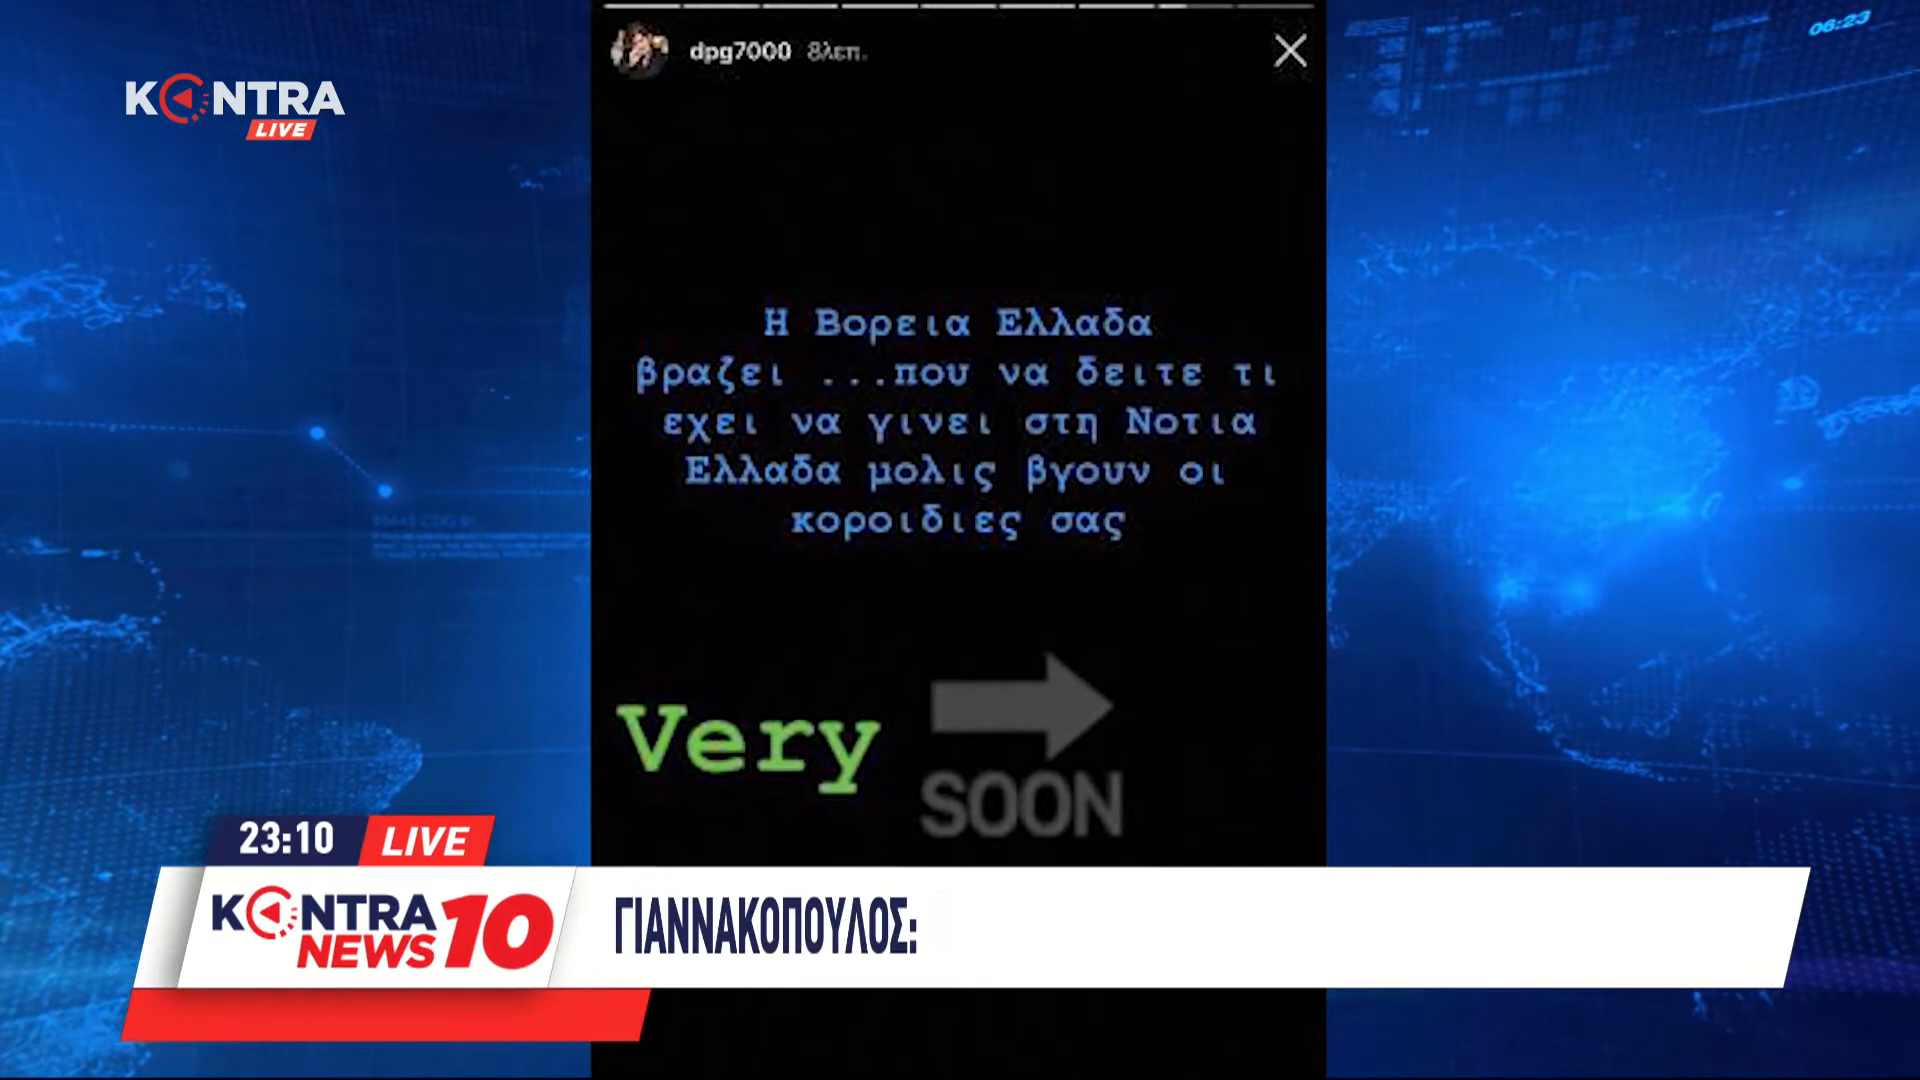 06:23
KONTRA
LIVE
dpg7000 8λεπ.
Η Βορεια Ελλαδα
βραζει ...που να δειτε τι
εχει να γινει στη Νοτια
Ελλαδα μολις βγουν οι
κοροιδιες σας
Very
SOON
23:10 LIVE
KONTRA
NEWS 10
ΓΙΑΝΝΑΚΟΠΟΥΛΟΣ: